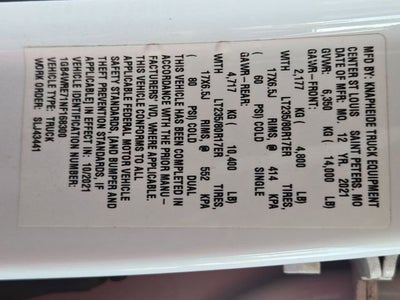 MFD BY: KNAPHEIDE TRUCK EQUIPMENT
CENTER ST LOUIS SAINT PETERS, MO
DATE OF MFR: MO. 12 YR. 2021
GVWR: 6,350 KG ( 14,000 LB)
GAWR-FRONT:
2,177 KG ( 4,800 LB)
WITH LT235/80R17ER TIRES,
17X6.5J RIMS, @ 414 KPA
( 60 PSI) COLD SINGLE
GAWR-REAR:
4,717 KG ( 10,400 LB)
WITH LT235/80R17ER TIRES,
17X6.5J RIMS @ 552 KPA
( 80 PSI) COLD DUAL
THIS VEHICLE HAS BEEN COMPLETED IN
ACCORDANCE WITH THE PRIOR MANU-
FACTURERS' IVD, WHERE APPLICABLE.
THIS VEHICLE CONFORMS TO ALL
APPLICABLE FEDERAL MOTOR VEHICLE
SAFETY STANDARDS, [AND BUMPER AND
THEFT PREVENTION STANDARDS, IF
APPLICABLE] IN EFFECT IN: 10/2021
VEHICLE IDENTIFICATION NUMBER:
VEHICLE TYPE: TRUCK
WORK ORDER: SLJ43441